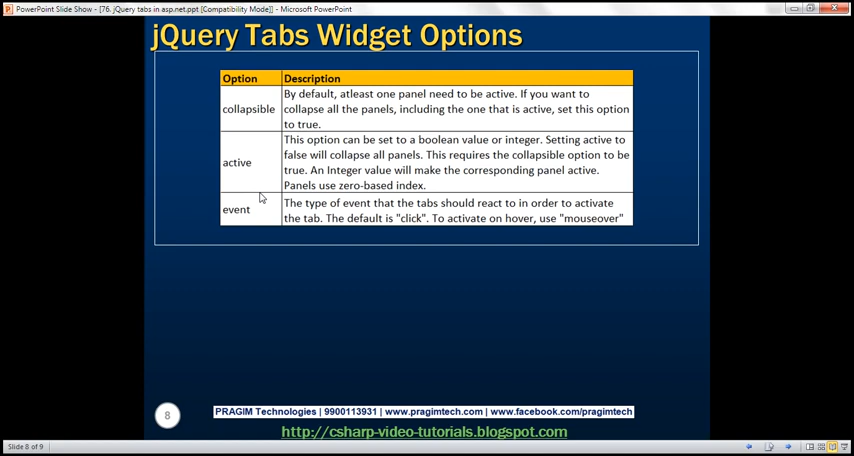 PowerPoint Slide Show - [76. jQuery tabs in asp.net.ppt [Compatibility Mode]] - Microsoft PowerPoint
jQuery Tabs Widget Options
Option Description
collapsible
By default, atleast one panel need to be active. If you want to
collapse all the panels, including the one that is active, set this option
to true.
active
This option can be set to a boolean value or integer. Setting active to
false will collapse all panels. This requires the collapsible option to be
true. An Integer value will make the corresponding panel active.
Panels use zero-based index.
event
The type of event that the tabs should react to in order to activate
the tab. The default is "click". To activate on hover, use "mouseover"
8
PRAGIM Technologies | 9900113931 | www.pragimtech.com | www.facebook.com/pragimtech
http://csharp-video-tutorials.blogspot.com
Slide 8 of 9